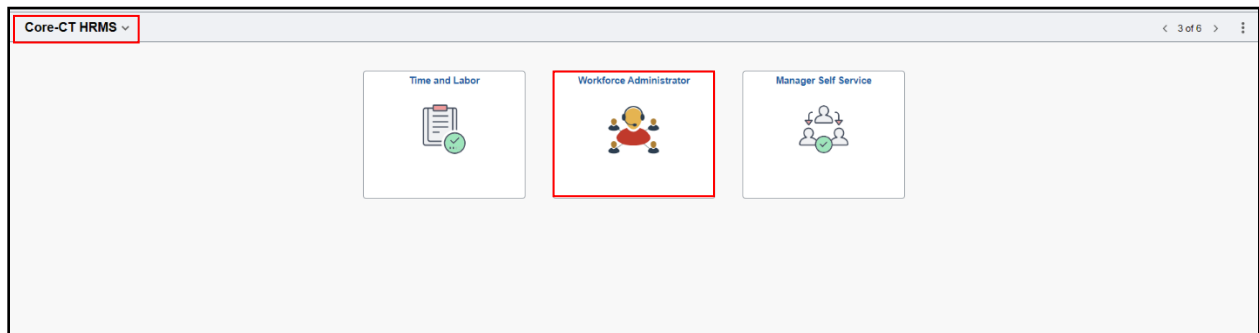 Core-CT HRMS
3 of 6
Time and Labor
Workforce Administrator
Manager Self Service